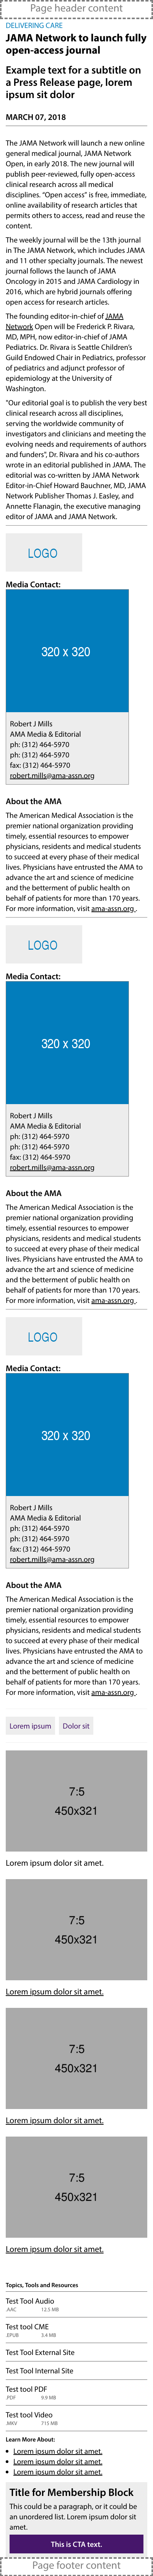 Page header content
DELIVERING CARE
JAMA Network to launch fully
open-access journal
Example text for a subtitle on
a Press Release page, lorem
ipsum sit dolor
MARCH 07, 2018
The JAMA Network will launch a new online
general medical journal, JAMA Network
Open, in early 2018. The new journal will
publish peer-reviewed, fully open-access
clinical research across all medical
disciplines. “Open access” is free, immediate,
online availability of research articles that
permits others to access, read and reuse the
content.
The weekly journal will be the 13th journal
in The JAMA Network, which includes JAMA
and 11 other specialty journals. The newest
journal follows the launch of JAMA
Oncology in 2015 and JAMA Cardiology in
2016, which are hybrid journals offering
open access for research articles.
The founding editor-in-chief of JAMA
Network Open will be Frederick P. Rivara,
MD, MPH, now editor-in-chief of JAMA
Pediatrics. Dr. Rivara is Seattle Children’s
Guild Endowed Chair in Pediatrics, professor
of pediatrics and adjunct professor of
epidemiology at the University of
Washington.
"Our editorial goal is to publish the very best
clinical research across all disciplines,
serving the worldwide community of
investigators and clinicians and meeting the
evolving needs and requirements of authors
and funders”, Dr. Rivara and his co-authors
wrote in an editorial published in JAMA. The
editorial was co-written by JAMA Network
Editor-in-Chief Howard Bauchner, MD, JAMA
Network Publisher Thomas J. Easley, and
Annette Flanagin, the executive managing
editor of JAMA and JAMA Network.
LOGO
Media Contact:
320 x 320
Robert J Mills
AMA Media & Editorial
ph: (312) 464-5970
ph: (312) 464-5970
fax: (312) 464-5970
robert.mills@ama-assn.org
About the AMA
The American Medical Association is the
premier national organization providing
timely, essential resources to empower
physicians, residents and medical students
to succeed at every phase of their medical
lives. Physicians have entrusted the AMA to
advance the art and science of medicine
and the betterment of public health on
behalf of patients for more than 170 years.
For more information, visit ama-assn.org .
LOGO
Media Contact:
320 x 320
Robert J Mills
AMA Media & Editorial
ph: (312) 464-5970
ph: (312) 464-5970
fax: (312) 464-5970
robert.mills@ama-assn.org
About the AMA
The American Medical Association is the
premier national organization providing
timely, essential resources to empower
physicians, residents and medical students
to succeed at every phase of their medical
lives. Physicians have entrusted the AMA to
advance the art and science of medicine
and the betterment of public health on
behalf of patients for more than 170 years.
For more information, visit ama-assn.org .
LOGO
Media Contact:
320 x 320
Robert J Mills
AMA Media & Editorial
ph: (312) 464-5970
ph: (312) 464-5970
fax: (312) 464-5970
robert.mills@ama-assn.org
About the AMA
The American Medical Association is the
premier national organization providing
timely, essential resources to empower
physicians, residents and medical students
to succeed at every phase of their medical
lives. Physicians have entrusted the AMA to
advance the art and science of medicine
and the betterment of public health on
behalf of patients for more than 170 years.
For more information, visit ama-assn.org .
Lorem ipsum Dolor sit
7:5
450x321
Lorem ipsum dolor sit amet.
7:5
450x321
Lorem ipsum dolor sit amet.
7:5
450x321
Lorem ipsum dolor sit amet.
7:5
450x321
Lorem ipsum dolor sit amet.
Topics, Tools and Resources
Test Tool Audio
.AAC 12.5 MB
Test tool CME
.EPUB 3.4 MB
Test Tool External Site
Test Tool Internal Site
Test tool PDF
.PDF 9.9 MB
Test tool Video
.MKV 715 MB
Learn More About:
• Lorem ipsum dolor sit amet.
• Lorem ipsum dolor sit amet.
• Lorem ipsum dolor sit amet.
Title for Membership Block
This could be a paragraph, or it could be
an unordered list. Lorem ipsum dolor sit
amet.
This is CTA text.
Page footer content